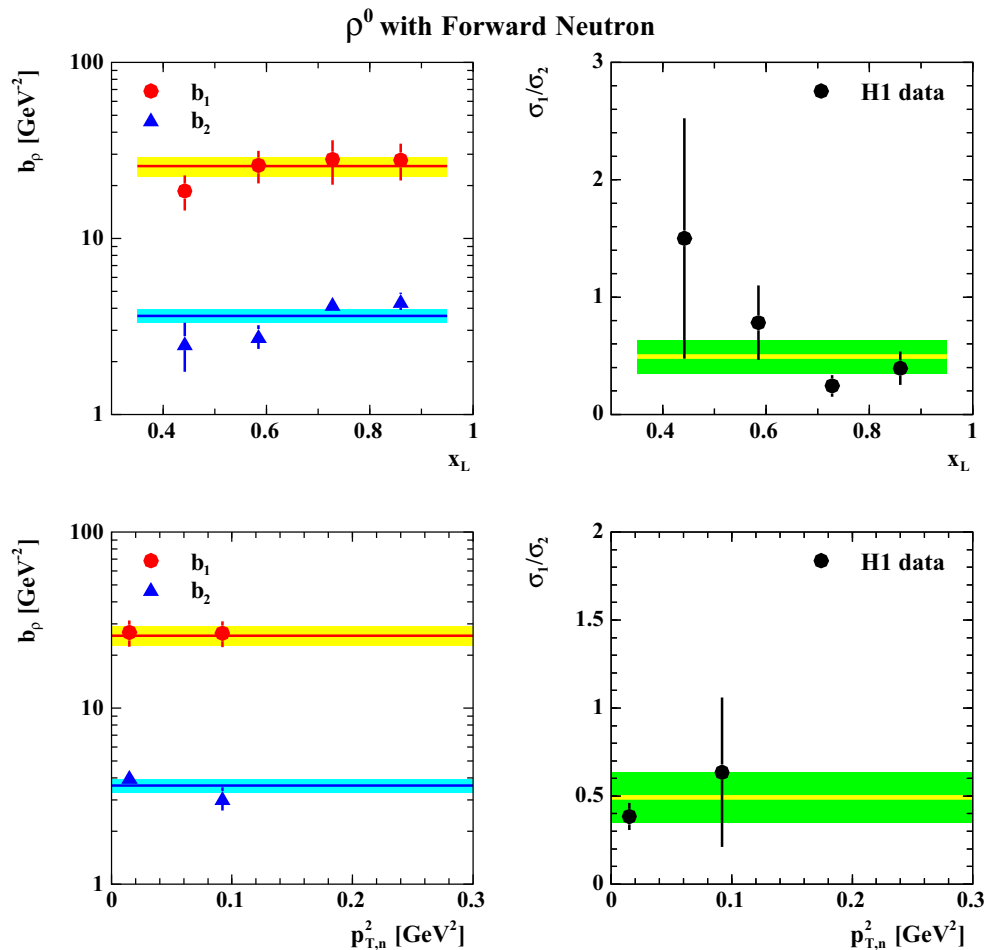 ρ⁰ with Forward Neutron
b_ρ [GeV⁻²]
100
10
1
b₁
b₂
0.4 0.6 0.8 1
x_L
σ₁/σ₂
3
2
1
0
H1 data
0.4 0.6 0.8 1
x_L
b_ρ [GeV⁻²]
100
10
1
b₁
b₂
0 0.1 0.2 0.3
p²_T,n [GeV²]
σ₁/σ₂
2
1.5
1
0.5
0
H1 data
0 0.1 0.2 0.3
p²_T,n [GeV²]